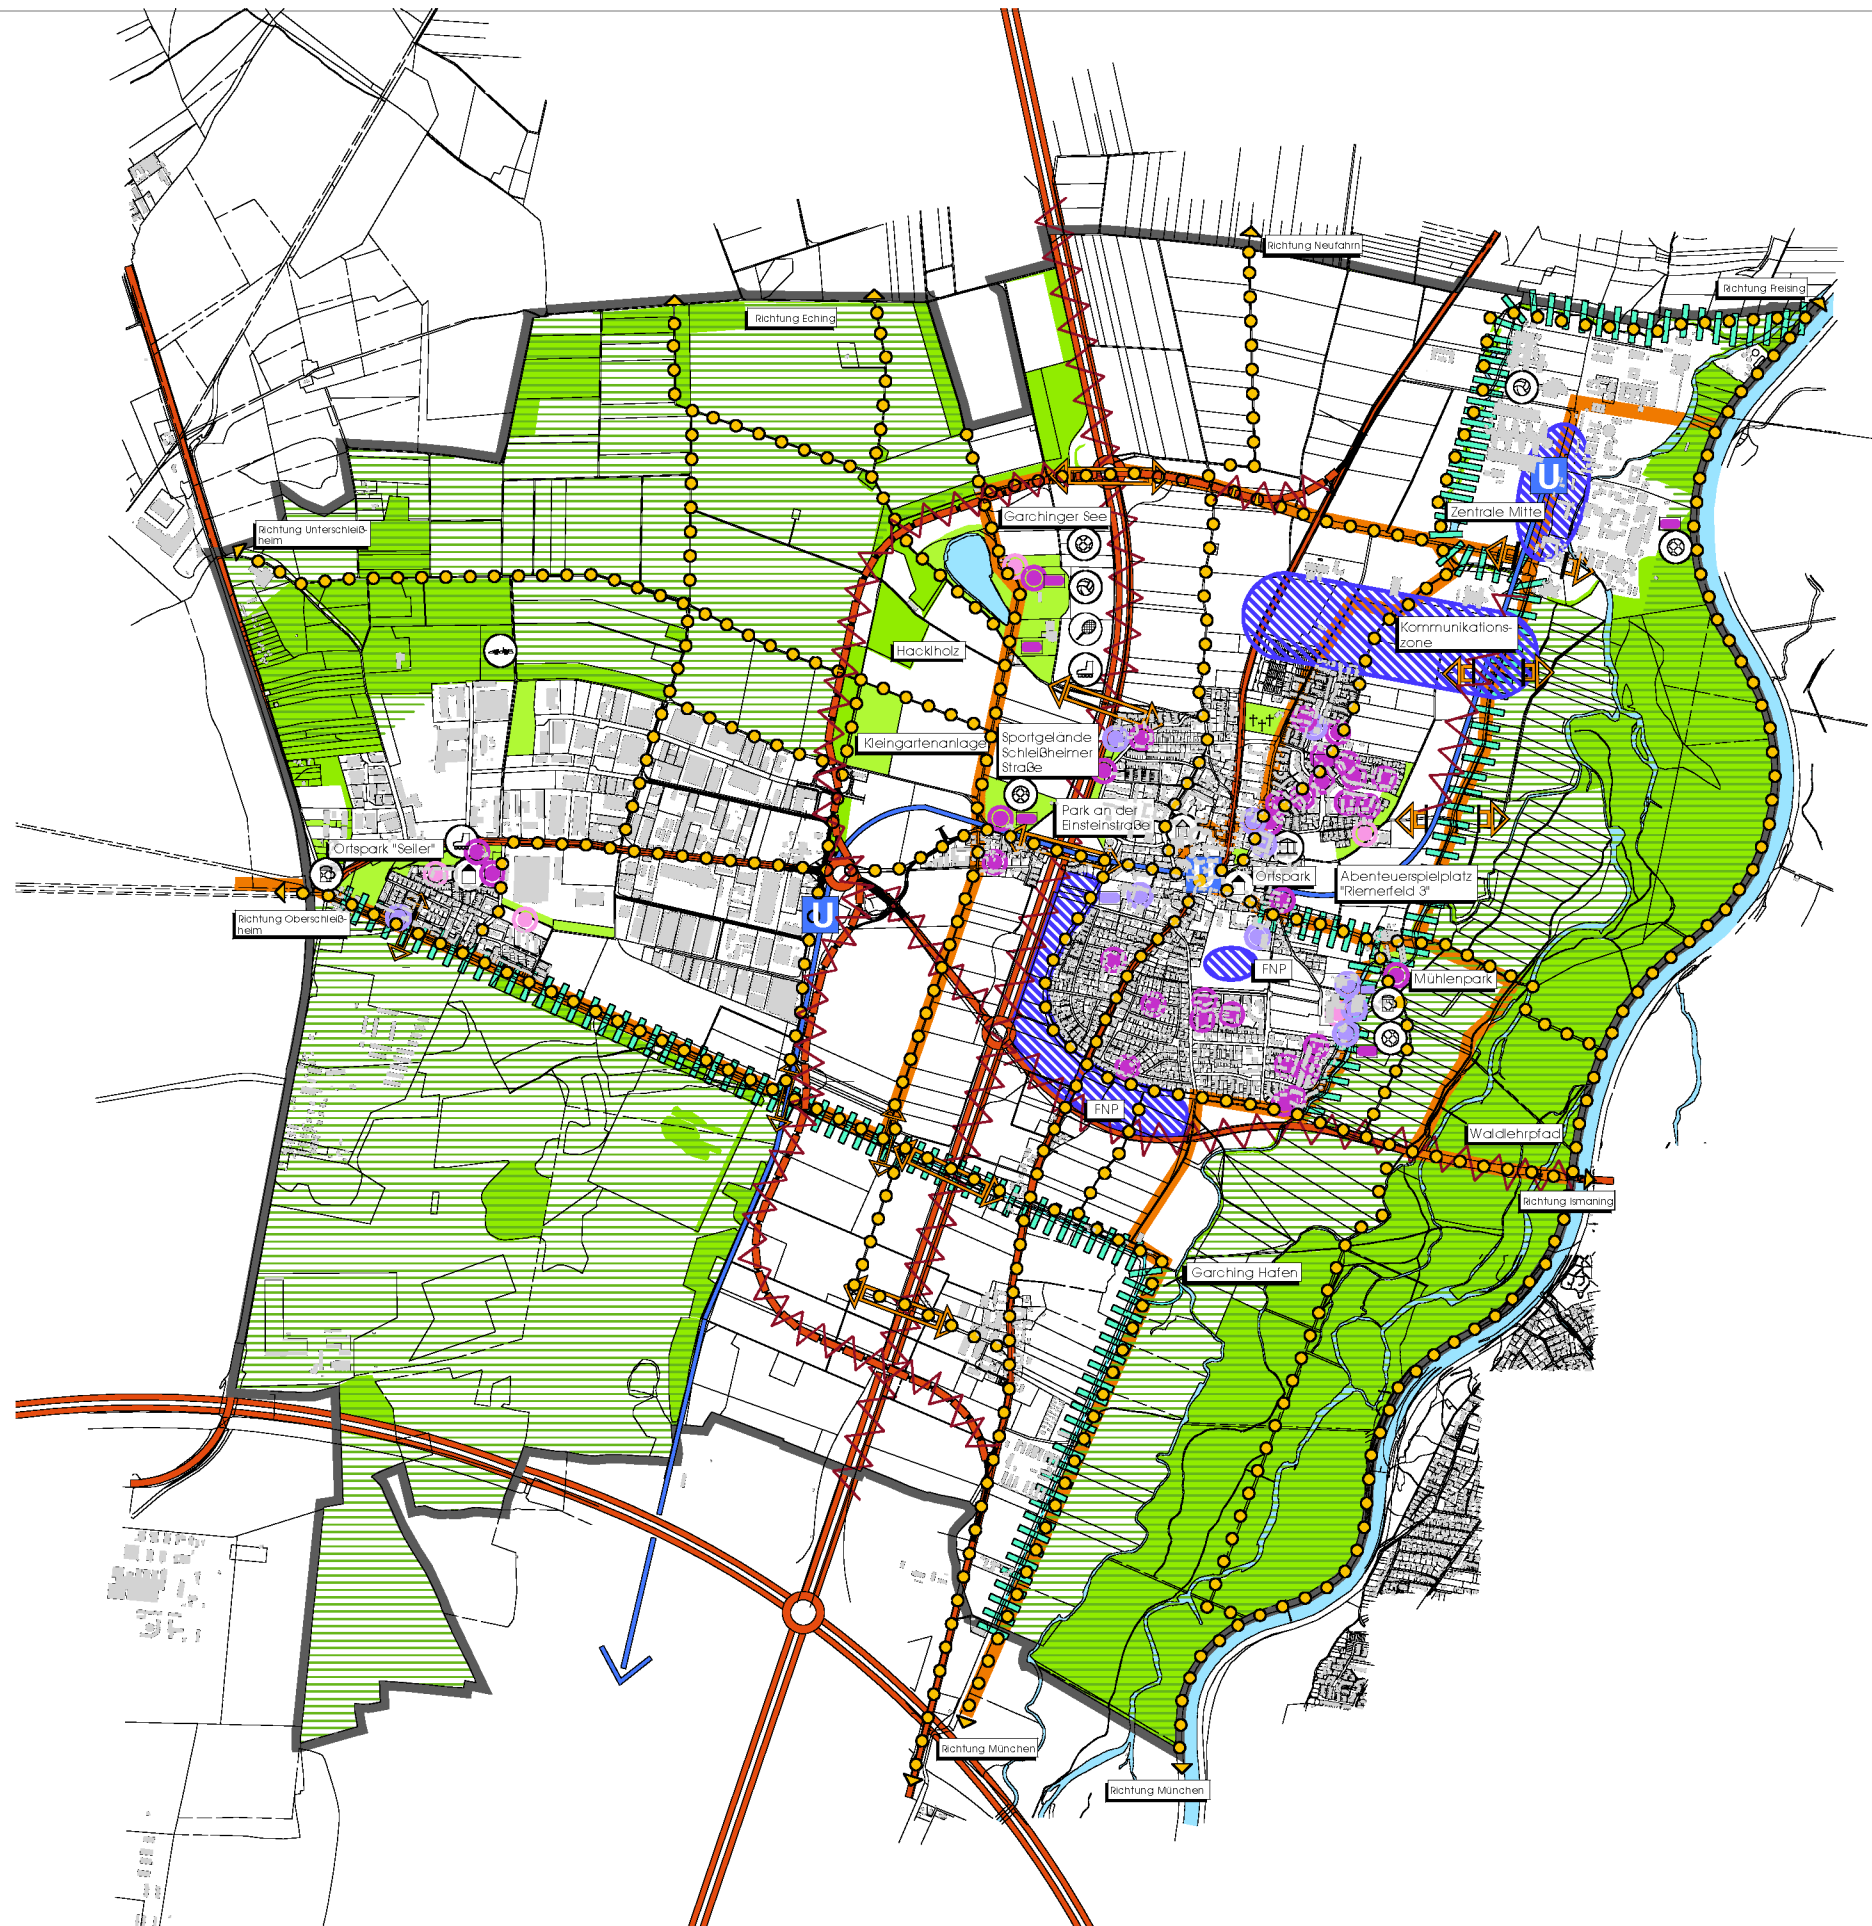 Richtung Neufahrn
Richtung Freising
Richtung Eching
Garchinger See
Zentrale Mitte
Richtung Unterschleiß-
heim
Kommunikations-
zone
Hacklholz
Kleingartenanlage
Sportgelände
Schleißheimer
Straße
Park an der
Einsteinstraße
Ortspark "Seiler"
Ortspark
Abenteuerspielplatz
"Riemerfeld 3"
Richtung Oberschleiß-
heim
U
U
FNP
Mühlenpark
FNP
Waldlehrpfad
Richtung Ismaning
Garching Hafen
Richtung München
Richtung München